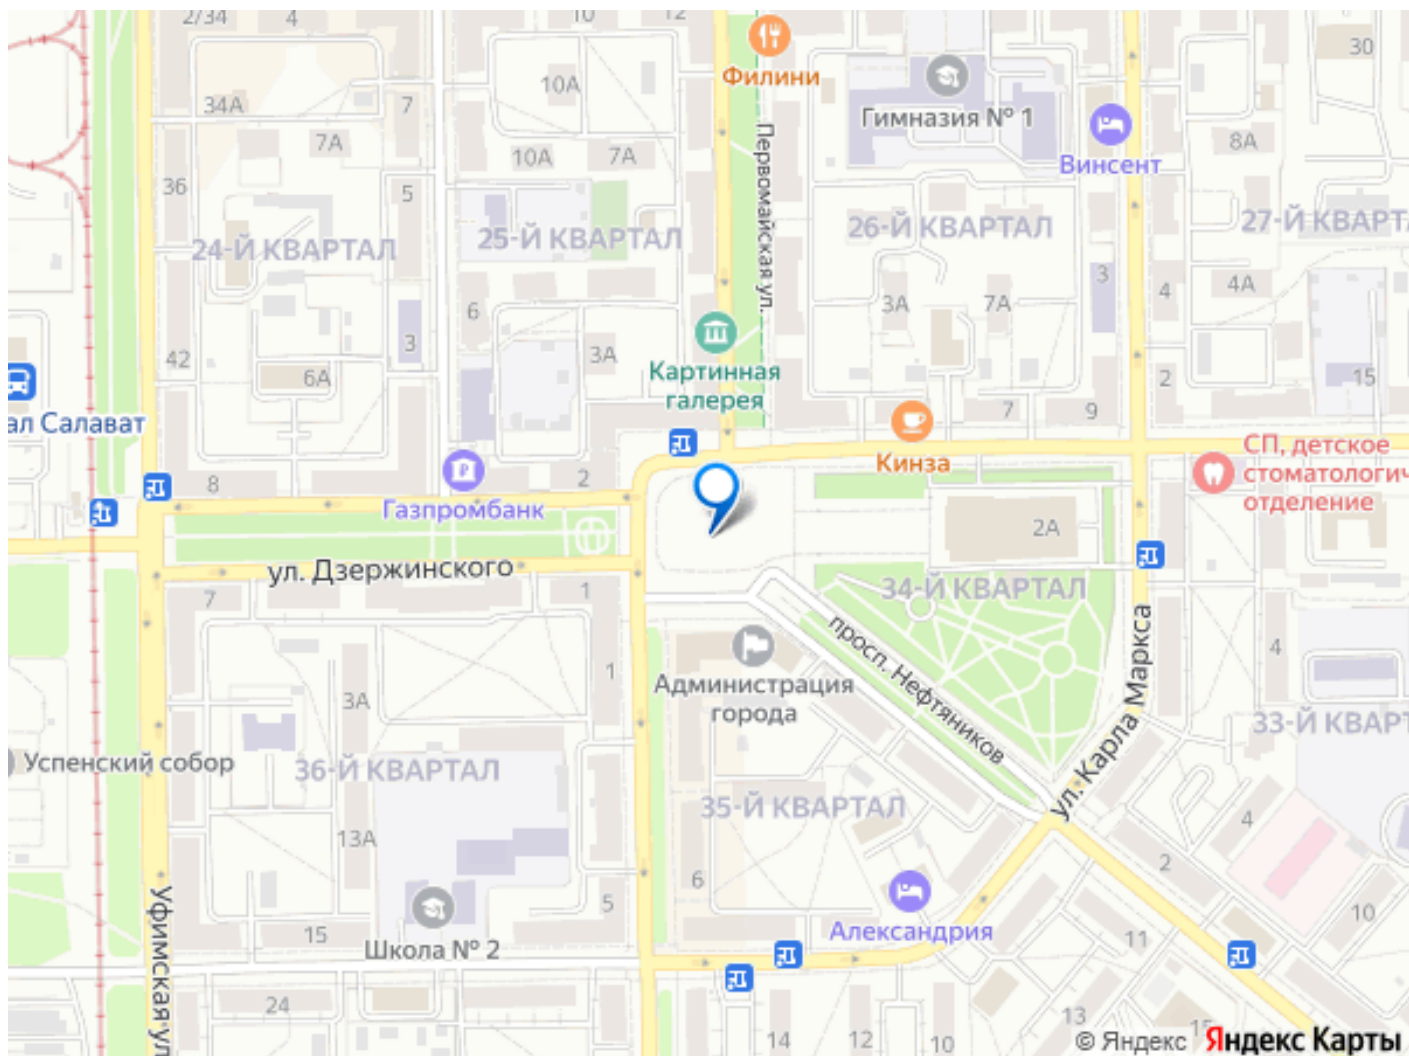 2/34
4
10
12
30
Филини
10А
34А
7
Гимназия № 1
7А
10А
7А
8А
Винсент
Первомайская ул.
36
5
27-Й КВАРТ
26-Й КВАРТАЛ
25-Й КВАРТАЛ
24-Й КВАРТАЛ
3
4А
4
6
3А
7А
3
3А
42
Картинная
галерея
6А
2
15
7
9
ал Салават
СП, детское
стоматологич
отделение
Кинза
8
2
Газпромбанк
2А
ул. Дзержинского
34-Й КВАРТАЛ
7
1
просп. Нефтяников
ул. Карла Маркса
4
1
Администрация
города
3А
33-Й КВАРТ
Успенский собор
36-Й КВАРТАЛ
35-Й КВАРТАЛ
4
13А
2
6
5
10
Уфимская ул
15
Школа № 2
Александрия
11
24
13
15
14
12
10
© Яндекс Яндекс Карты